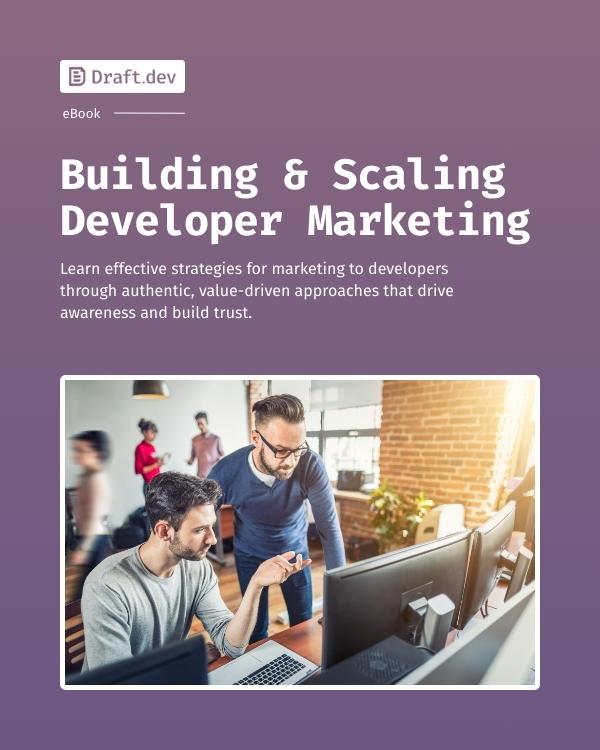 Draft.dev
eBook
Building & Scaling
Developer Marketing
Learn effective strategies for marketing to developers
through authentic, value-driven approaches that drive
awareness and build trust.